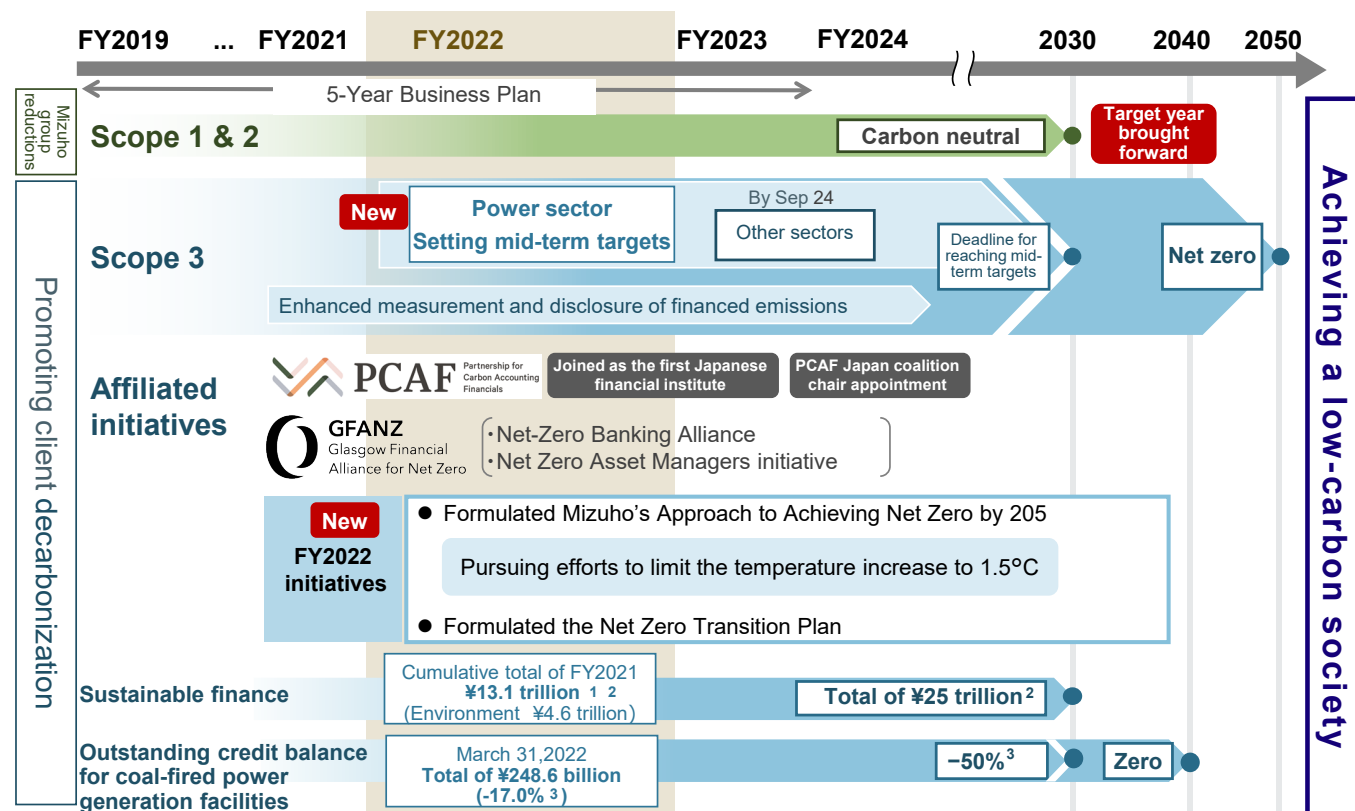 FY2019 ... FY2021 FY2022 FY2023 FY2024 2030 2040 2050
5-Year Business Plan
Mizuho
group
reductions
Scope 1 & 2
Carbon neutral
Target year
brought
forward
Promoting client decarbonization
Scope 3
New
Power sector
Setting mid-term targets
By Sep 24
Other sectors
Deadline for
reaching mid-
term targets
Net zero
Enhanced measurement and disclosure of financed emissions
Affiliated
initiatives
PCAF
Partnership for
Carbon Accounting
Financials
Joined as the first Japanese
financial institute
PCAF Japan coalition
chair appointment
GFANZ
Glasgow Financial
Alliance for Net Zero
・Net-Zero Banking Alliance
・Net Zero Asset Managers initiative
New
FY2022
initiatives
● Formulated Mizuho's Approach to Achieving Net Zero by 205
Pursuing efforts to limit the temperature increase to 1.5°C
● Formulated the Net Zero Transition Plan
Sustainable finance
Cumulative total of FY2021
¥13.1 trillion 1 2
(Environment ¥4.6 trillion)
Total of ¥25 trillion 2
Outstanding credit balance
for coal-fired power
generation facilities
March 31,2022
Total of ¥248.6 billion
(-17.0% 3 )
−50% 3
Zero
Achieving a low-carbon society